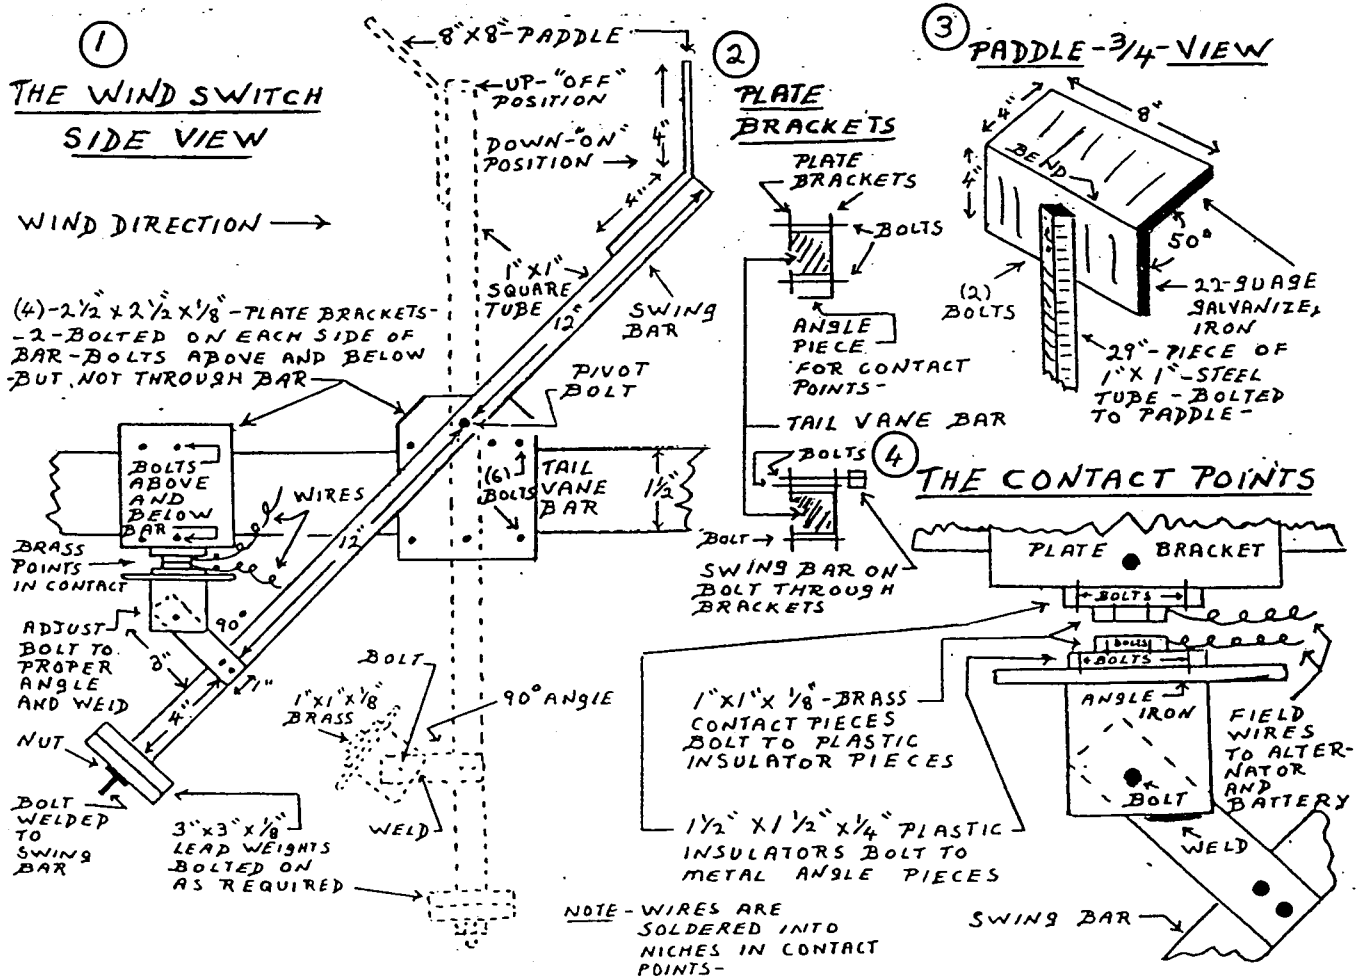 1
THE WIND SWITCH
SIDE VIEW
WIND DIRECTION
8"X8"-PADDLE
UP-"OFF"
POSITION
DOWN-"ON"
POSITION
4"
4"
1"X1"
SQUARE
TUBE
12"
SWING
BAR
(4)-2½"X2½"X⅛"-PLATE BRACKETS-
-2-BOLTED ON EACH SIDE OF
BAR-BOLTS ABOVE AND BELOW
-BUT NOT THROUGH BAR
PIVOT
BOLT
BOLTS
ABOVE
AND
BELOW
BAR
WIRES
(6)
BOLTS
TAIL
VANE
BAR
1½"
12"
BRASS
POINTS
IN CONTACT
90°
ADJUST
BOLT TO
PROPER
ANGLE
AND WELD
3"
1"
4"
NUT
BOLT
WELDED
TO
SWING
BAR
3"X3"X⅛"
LEAD WEIGHTS
BOLTED ON
AS REQUIRED
BOLT
1"X1"X⅛"
BRASS
90° ANGLE
WELD
2
PLATE
BRACKETS
PLATE
BRACKETS
BOLTS
ANGLE
PIECE
FOR CONTACT
POINTS-
TAIL VANE BAR
BOLTS
BOLT
SWING BAR ON
BOLT THROUGH
BRACKETS
3
PADDLE-3/4-VIEW
4"
8"
BEND
4"
50°
(2)
BOLTS
22-GUAGE
GALVANIZE,
IRON
29"-PIECE OF
1"X1"-STEEL
TUBE-BOLTED
TO PADDLE-
4
THE CONTACT POINTS
PLATE BRACKET
BOLTS
BOLTS
BOLTS
ANGLE
IRON
1"X1"X⅛"-BRASS
CONTACT PIECES
BOLT TO PLASTIC
INSULATOR PIECES
FIELD
WIRES
TO ALTER-
NATOR
AND
BATTERY
BOLT
WELD
1½"X1½"X¼" PLASTIC
INSULATORS BOLT TO
METAL ANGLE PIECES
SWING BAR
NOTE-WIRES ARE
SOLDERED INTO
NICHES IN CONTACT
POINTS-